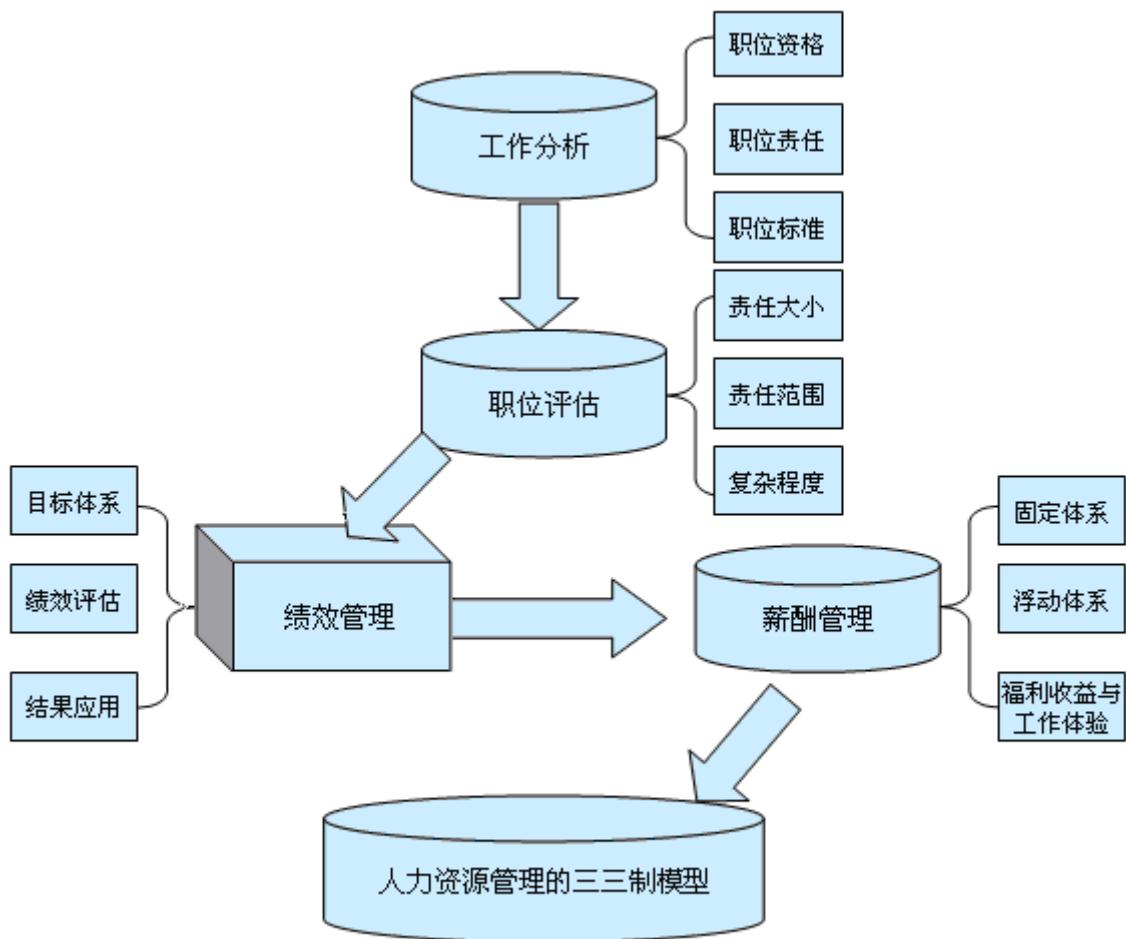 职位资格
工作分析
职位责任
职位标准
责任大小
职位评估
责任范围
复杂程度
目标体系
绩效评估
结果应用
绩效管理
薪酬管理
固定体系
浮动体系
福利收益与
工作体验
人力资源管理的三三制模型